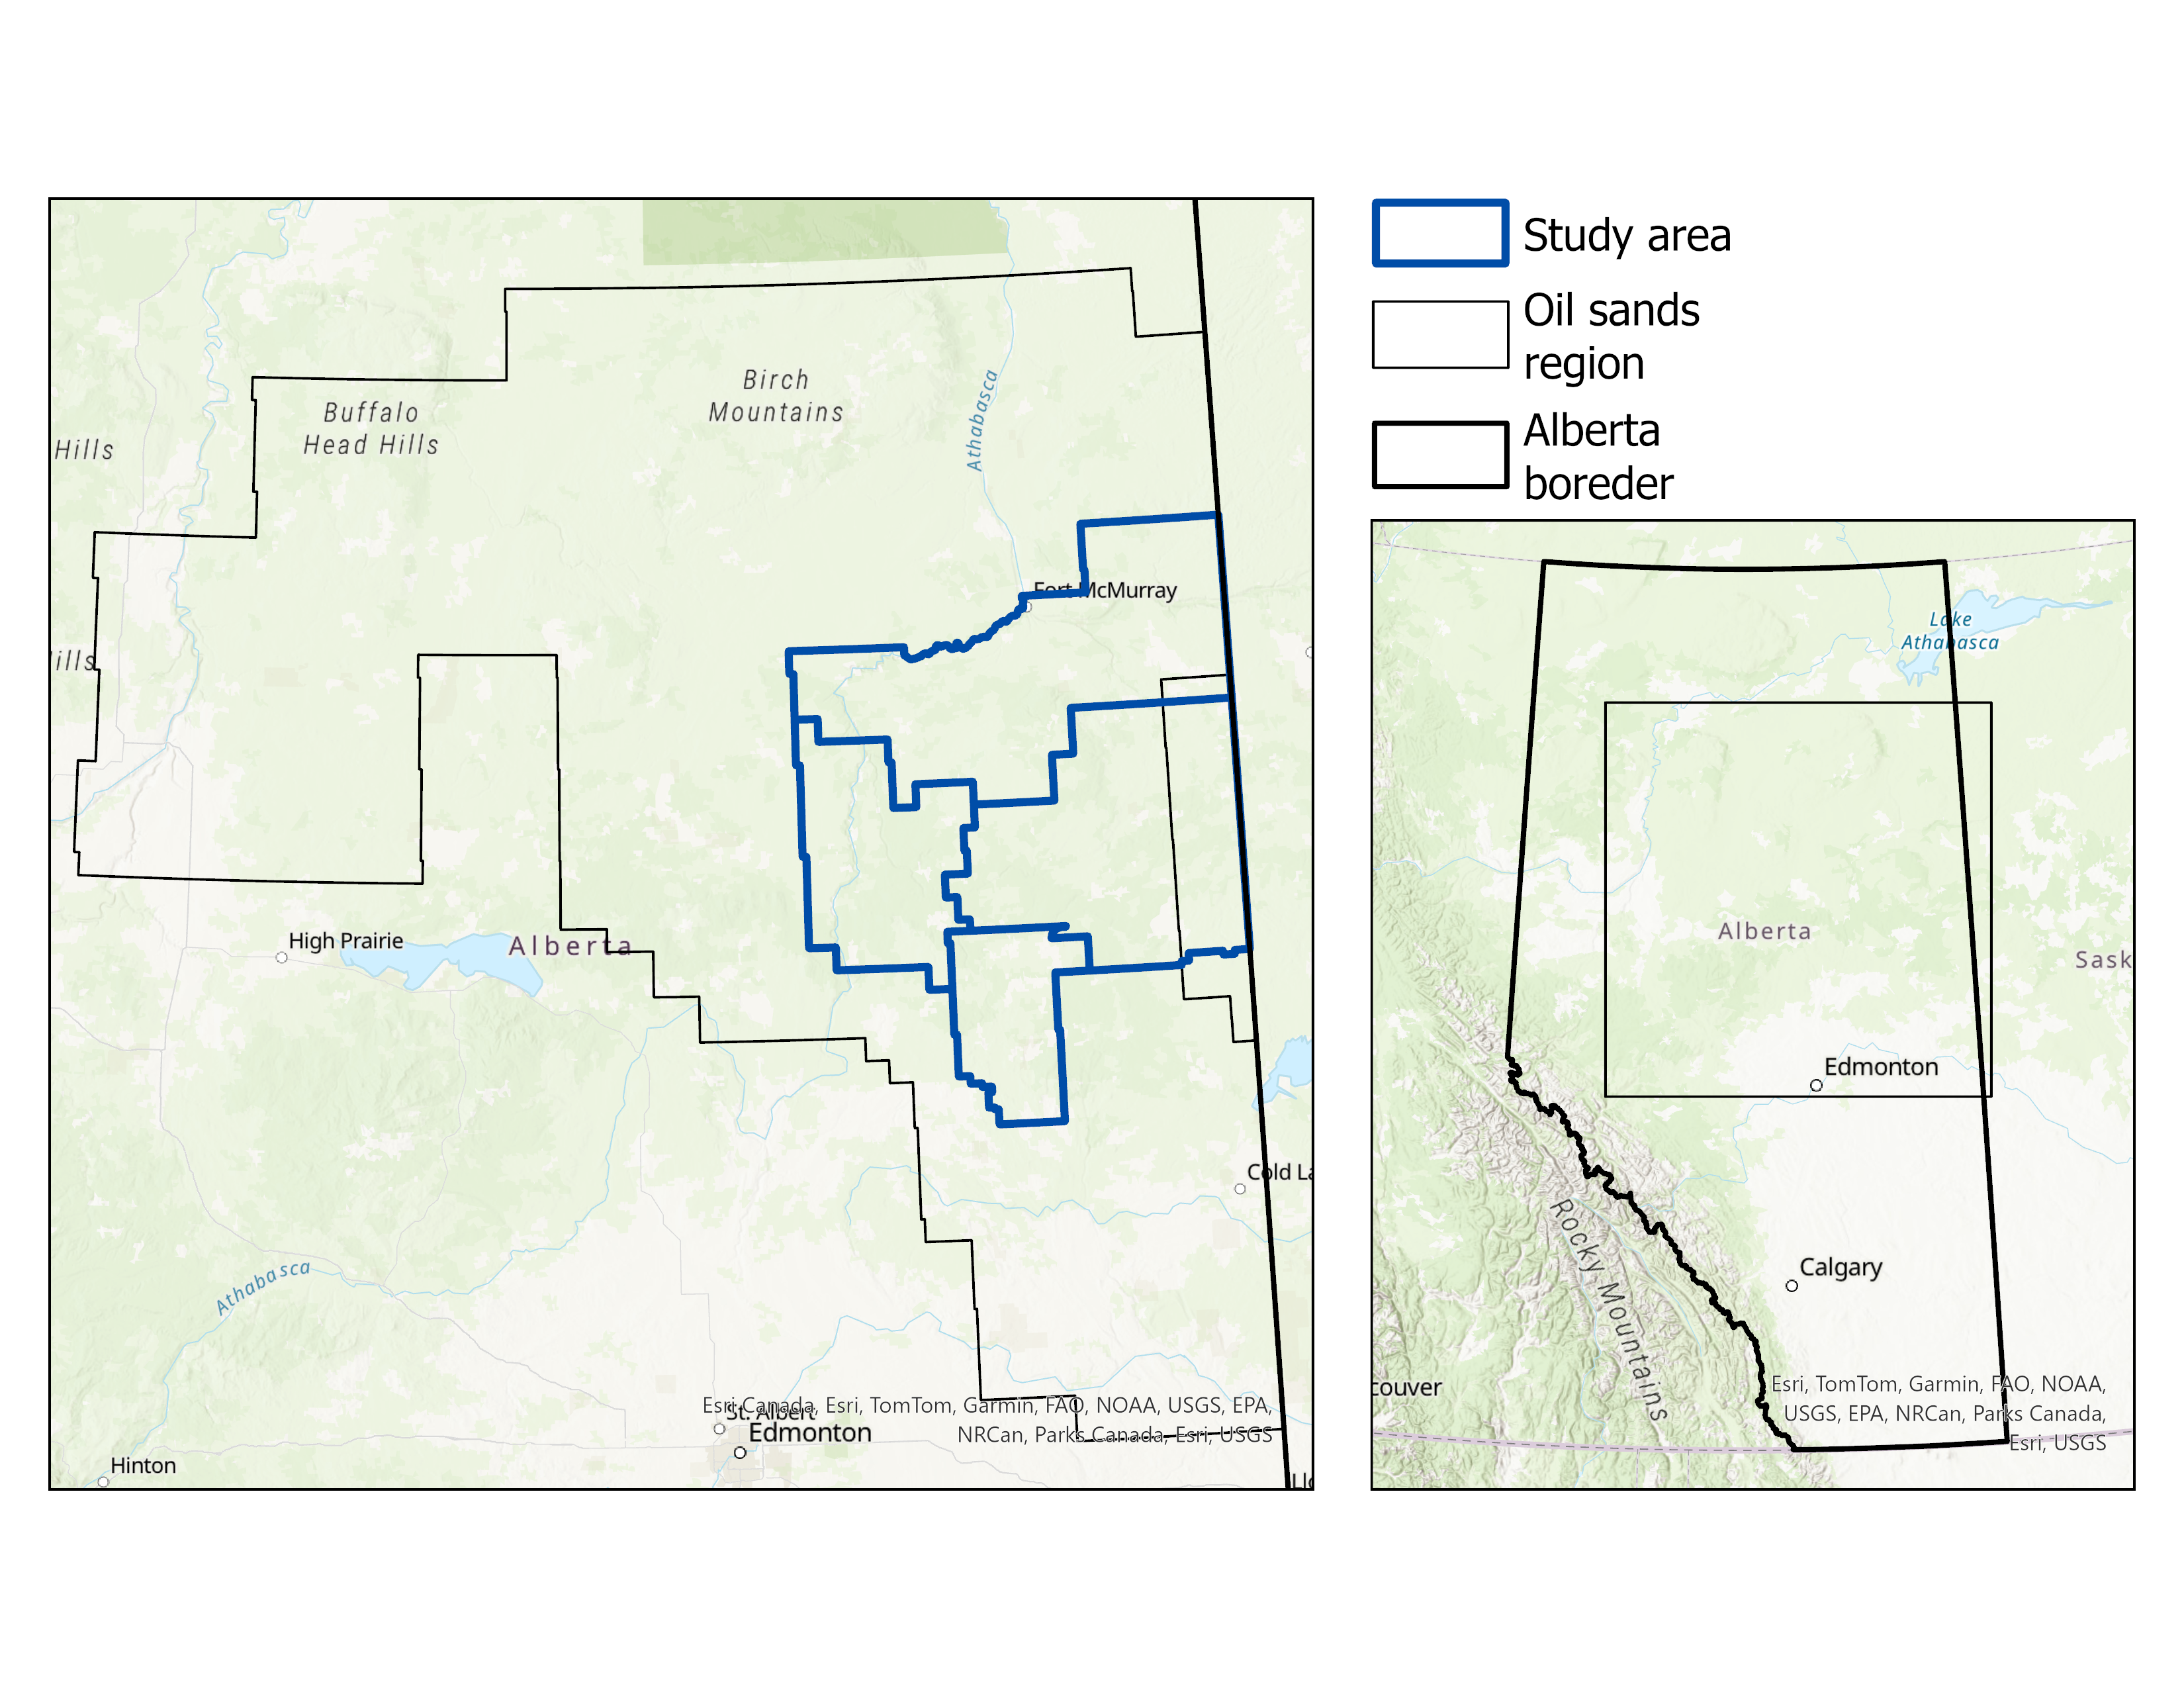 Study area
Oil sands
region
Alberta
boreder
Birch
Mountains
Buffalo
Head Hills
Hills
Athabasca
Fort McMurray
High Prairie
Alberta
Cold La
Athabasca
Esri Canada, Esri, TomTom, Garmin, FAO, NOAA, USGS, EPA,
NRCan, Parks Canada, Esri, USGS
St. Albert
Edmonton
Hinton
Lake
Athabasca
Alberta
Sask
Edmonton
Rocky Mountains
Calgary
couver
Esri, TomTom, Garmin, FAO, NOAA,
USGS, EPA, NRCan, Parks Canada,
Esri, USGS